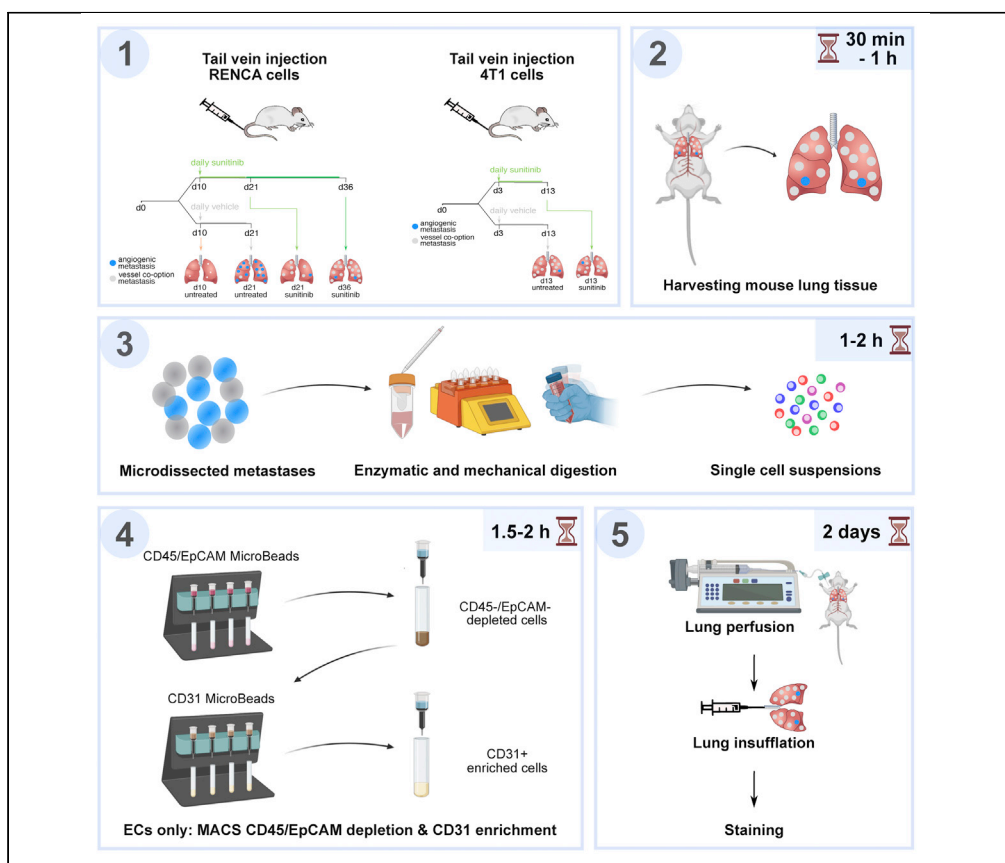 1
Tail vein injection
RENCA cells
daily sunitinib
d10
d21
d36
d0
daily vehicle
d10
d21
angiogenic
metastasis
vessel co-option
metastasis
d10
untreated
d21
untreated
d21
sunitinib
d36
sunitinib
Tail vein injection
4T1 cells
daily sunitinib
d3
d13
d0
daily vehicle
d3
d13
angiogenic
metastasis
vessel co-option
metastasis
d13
untreated
d13
sunitinib
2
30 min
- 1 h
Harvesting mouse lung tissue
3
1-2 h
Microdissected metastases
Enzymatic and mechanical digestion
Single cell suspensions
4
1.5-2 h
CD45/EpCAM MicroBeads
CD45-/EpCAM-
depleted cells
CD31 MicroBeads
CD31+
enriched cells
ECs only: MACS CD45/EpCAM depletion & CD31 enrichment
5
2 days
Lung perfusion
Lung insufflation
Staining